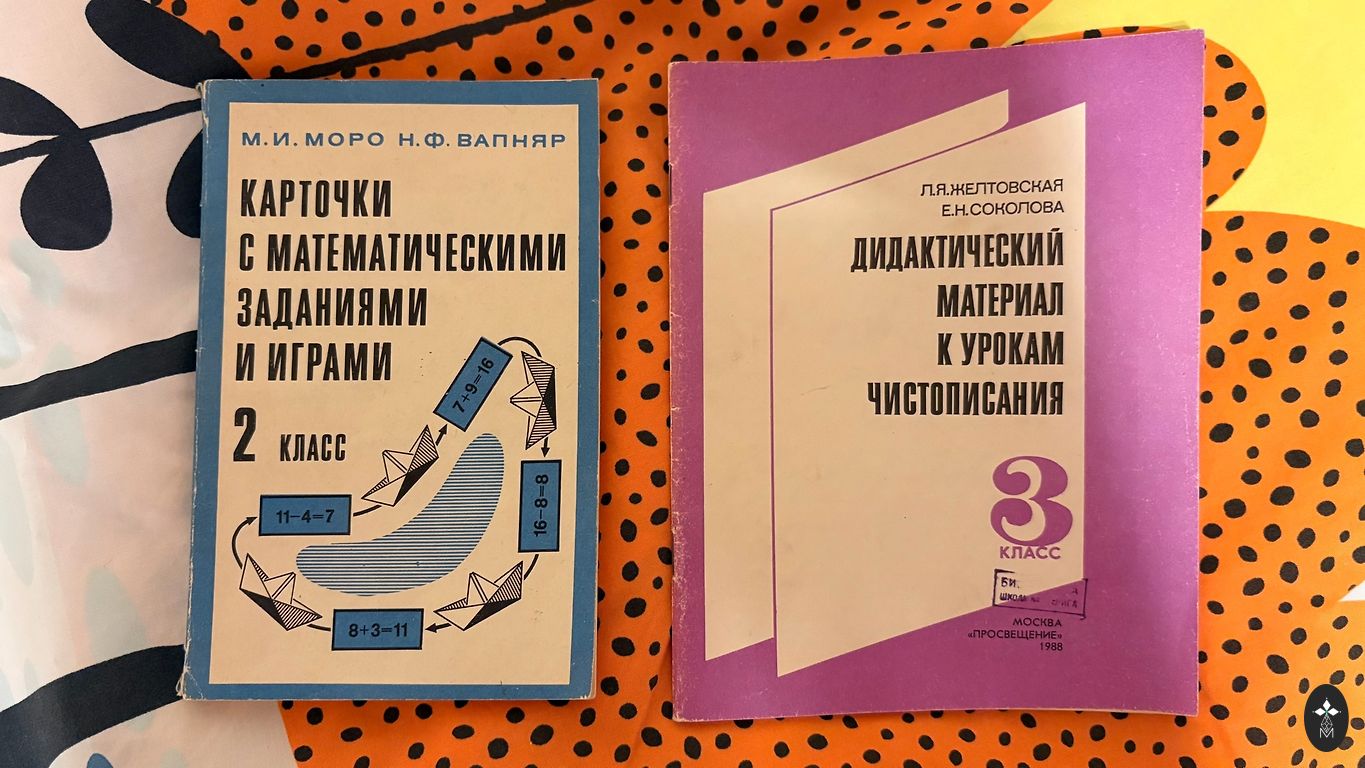 М.И. МОРО Н.Ф. ВАПНЯР
КАРТОЧКИ
С МАТЕМАТИЧЕСКИМИ
ЗАДАНИЯМИ
И ИГРАМИ
2 КЛАСС
7+9=16
11-4=7
16-8=8
8+3=11
Л.Я.ЖЕЛТОВСКАЯ
Е.Н.СОКОЛОВА
ДИДАКТИЧЕСКИЙ
МАТЕРИАЛ
К УРОКАМ
ЧИСТОПИСАНИЯ
3
КЛАСС
МОСКВА
«ПРОСВЕЩЕНИЕ»
1988
М